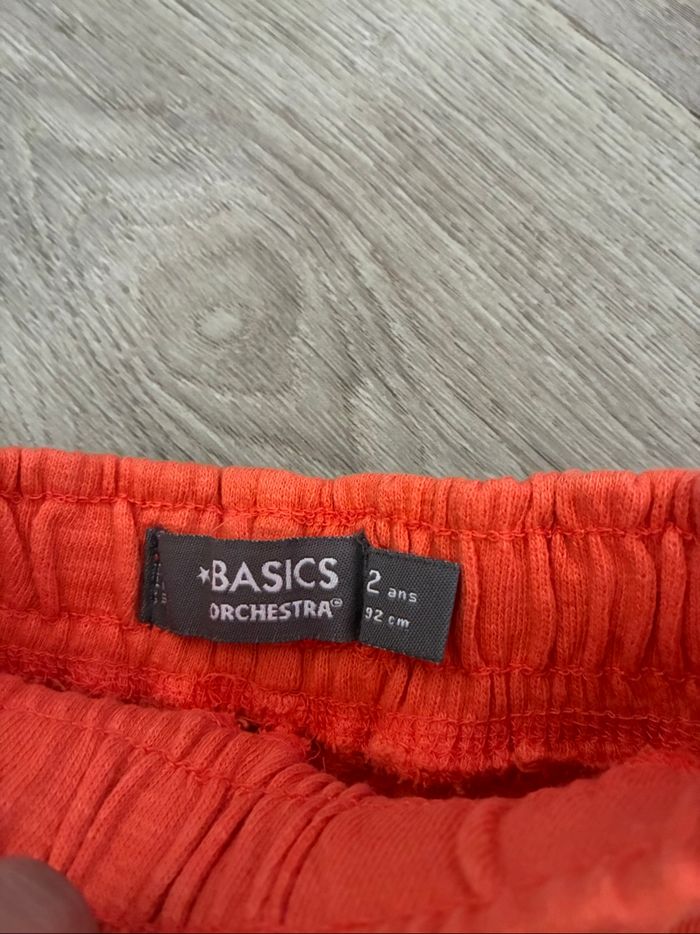 ★BASICS
ORCHESTRA©
2 ans
92 cm